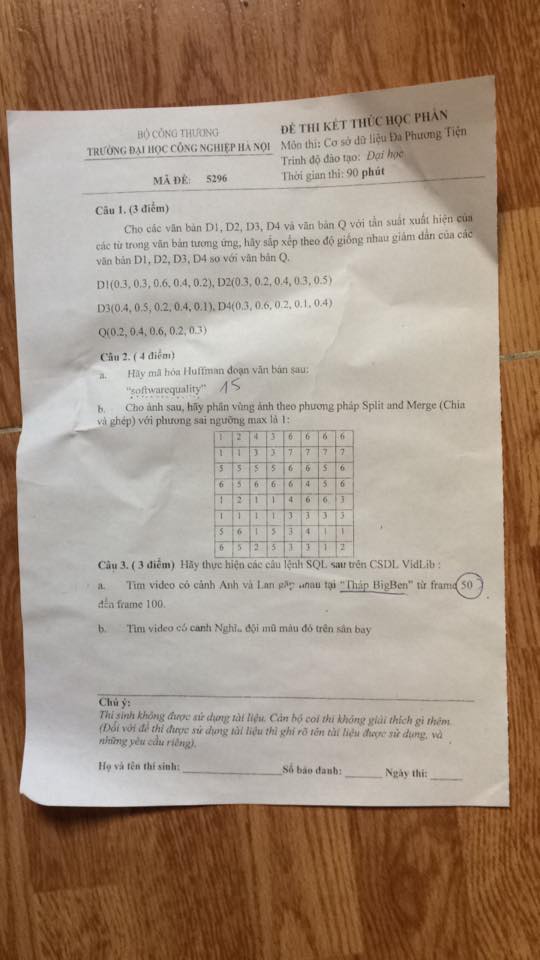 BỘ CÔNG THƯƠNG
TRƯỜNG ĐẠI HỌC CÔNG NGHIỆP HÀ NỘI
MÃ ĐỀ: 5296
ĐỀ THI KẾT THÚC HỌC PHẦN
Môn thi: Cơ sở dữ liệu Đa Phương Tiện
Trình độ đào tạo: Đại học
Thời gian thi: 90 phút
Câu 1. (3 điểm)
Cho các văn bản D1, D2, D3, D4 và văn bản Q với tần suất xuất hiện của
các từ trong văn bản tương ứng, hãy sắp xếp theo độ giống nhau giảm dần của các
văn bản D1, D2, D3, D4 so với văn bản Q.
D1(0.3, 0.3, 0.6, 0.4, 0.2), D2(0.3, 0.2, 0.4, 0.3, 0.5)
D3(0.4, 0.5, 0.2, 0.4, 0.1), D4(0.3, 0.6, 0.2, 0.1, 0.4)
Q(0.2, 0.4, 0.6, 0.2, 0.3)
Câu 2. ( 4 điểm)
a. Hãy mã hóa Huffman đoạn văn bản sau:
"softwarequality" 15
b. Cho ảnh sau, hãy phân vùng ảnh theo phương pháp Split and Merge (Chia
và ghép) với phương sai ngưỡng max là 1:
1 2 4 3 6 6 6 6
1 1 3 3 7 7 7 7
5 5 5 5 6 6 5 6
6 5 6 6 6 4 5 6
1 2 1 1 4 6 6 3
1 1 1 1 3 3 3 3
5 6 1 5 3 4 1 1
6 5 2 5 3 3 1 2
Câu 3. ( 3 điểm) Hãy thực hiện các câu lệnh SQL sau trên CSDL VidLib :
a. Tìm video có cảnh Anh và Lan gặp nhau tại "Tháp BigBen" từ frame 50
đến frame 100.
b. Tìm video có cảnh Nghĩa đội mũ màu đỏ trên sân bay
Chú ý:
Thí sinh không được sử dụng tài liệu. Cán bộ coi thi không giải thích gì thêm.
(Đối với đề thi được sử dụng tài liệu thì ghi rõ tên tài liệu được sử dụng, và
những yêu cầu riêng).
Họ và tên thí sinh: Số báo danh: Ngày thi: